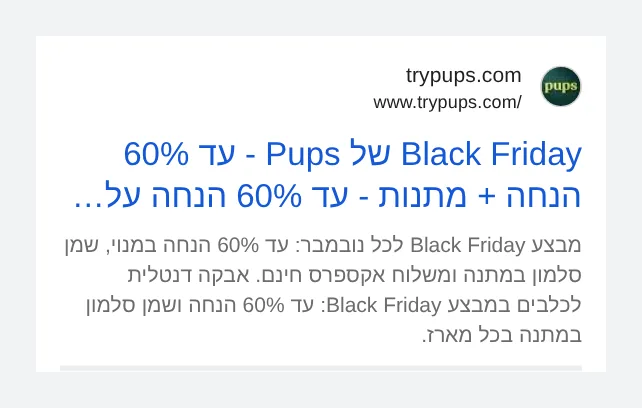 trypups.com
www.trypups.com/
pups
Black Friday של Pups - עד 60%
הנחה + מתנות - עד 60% הנחה על...
מבצע Black Friday לכל נובמבר: עד 60% הנחה במנוי, שמן
סלמון במתנה ומשלוח אקספרס חינם. אבקה דנטלית
לכלבים במבצע Black Friday: עד 60% הנחה ושמן סלמון
במתנה בכל מארז.